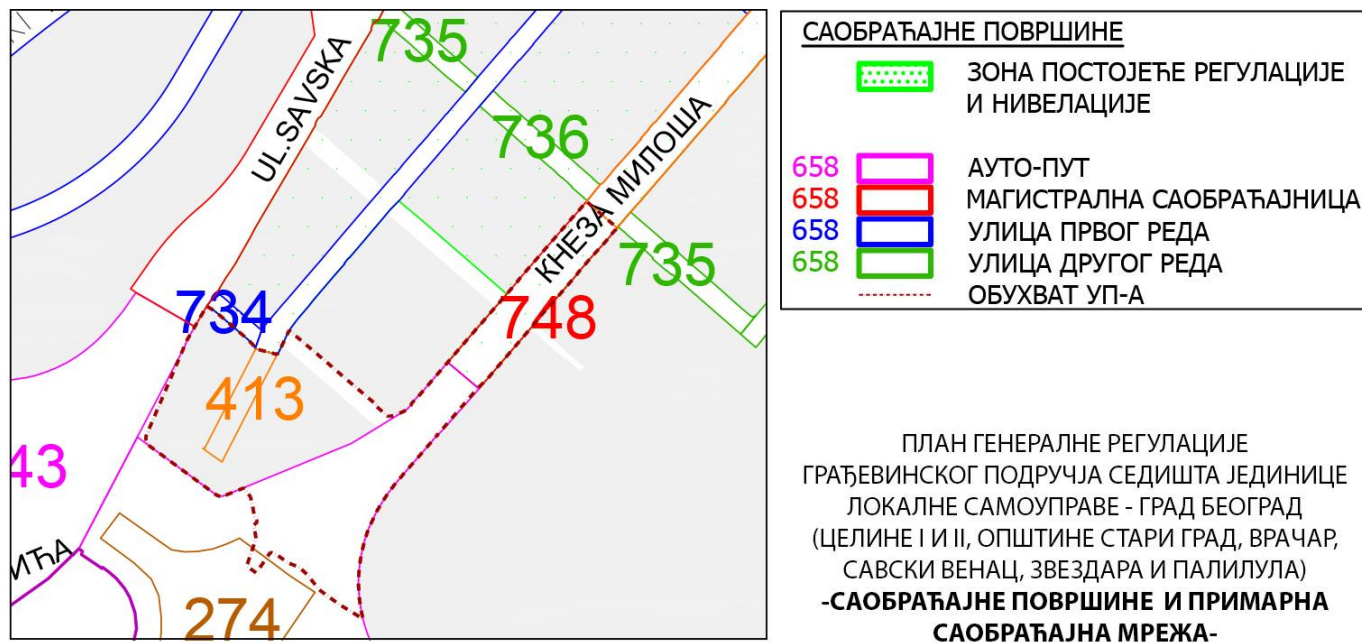 735
UL.SAVSKA
736
КНЕЗА МИЛОША
735
734
748
413
43
ИЋА
274
САОБРАЋАЈНЕ ПОВРШИНЕ
ЗОНА ПОСТОЈЕЋЕ РЕГУЛАЦИЈЕ
И НИВЕЛАЦИЈЕ
658 АУТО-ПУТ
658 МАГИСТРАЛНА САОБРАЋАЈНИЦА
658 УЛИЦА ПРВОГ РЕДА
658 УЛИЦА ДРУГОГ РЕДА
ОБУХВАТ УП-А
ПЛАН ГЕНЕРАЛНЕ РЕГУЛАЦИЈЕ
ГРАЂЕВИНСКОГ ПОДРУЧЈА СЕДИШТА ЈЕДИНИЦЕ
ЛОКАЛНЕ САМОУПРАВЕ - ГРАД БЕОГРАД
(ЦЕЛИНЕ I И II, ОПШТИНЕ СТАРИ ГРАД, ВРАЧАР,
САВСКИ ВЕНАЦ, ЗВЕЗДАРА И ПАЛИЛУЛА)
-САОБРАЋАЈНЕ ПОВРШИНЕ И ПРИМАРНА
САОБРАЋАЈНА МРЕЖА-